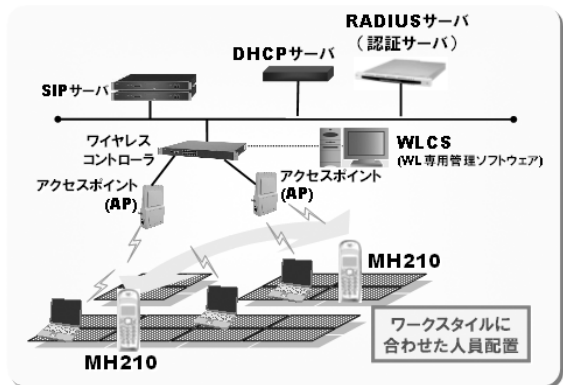 RADIUSサーバ
(認証サーバ)
DHCPサーバ
SIPサーバ
ワイヤレス
コントローラ
WLCS
(WL専用管理ソフトウェア)
アクセスポイント
(AP)
アクセスポイント
(AP)
MH210
MH210
ワークスタイルに
合わせた人員配置